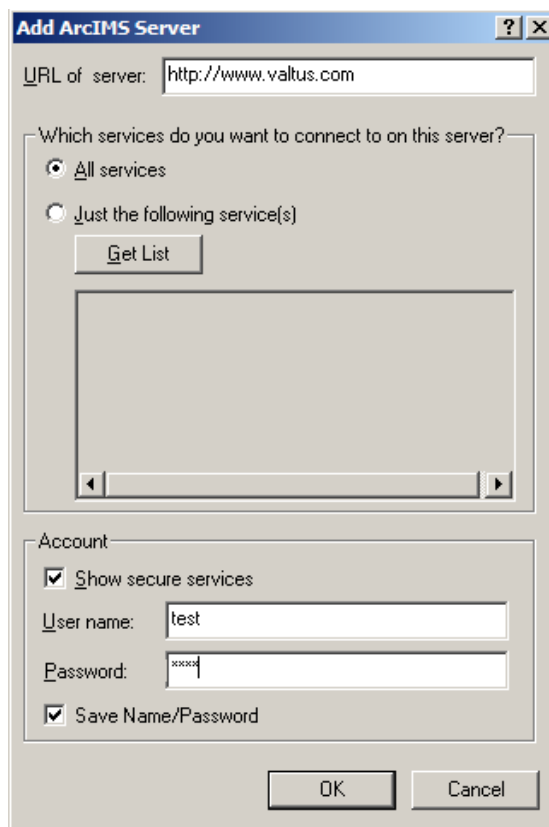 Add ArcIMS Server
URL of server: http://www.valtus.com
Which services do you want to connect to on this server?
All services
Just the following service(s)
Get List
Account
Show secure services
User name: test
Password: xxxx
Save Name/Password
OK Cancel